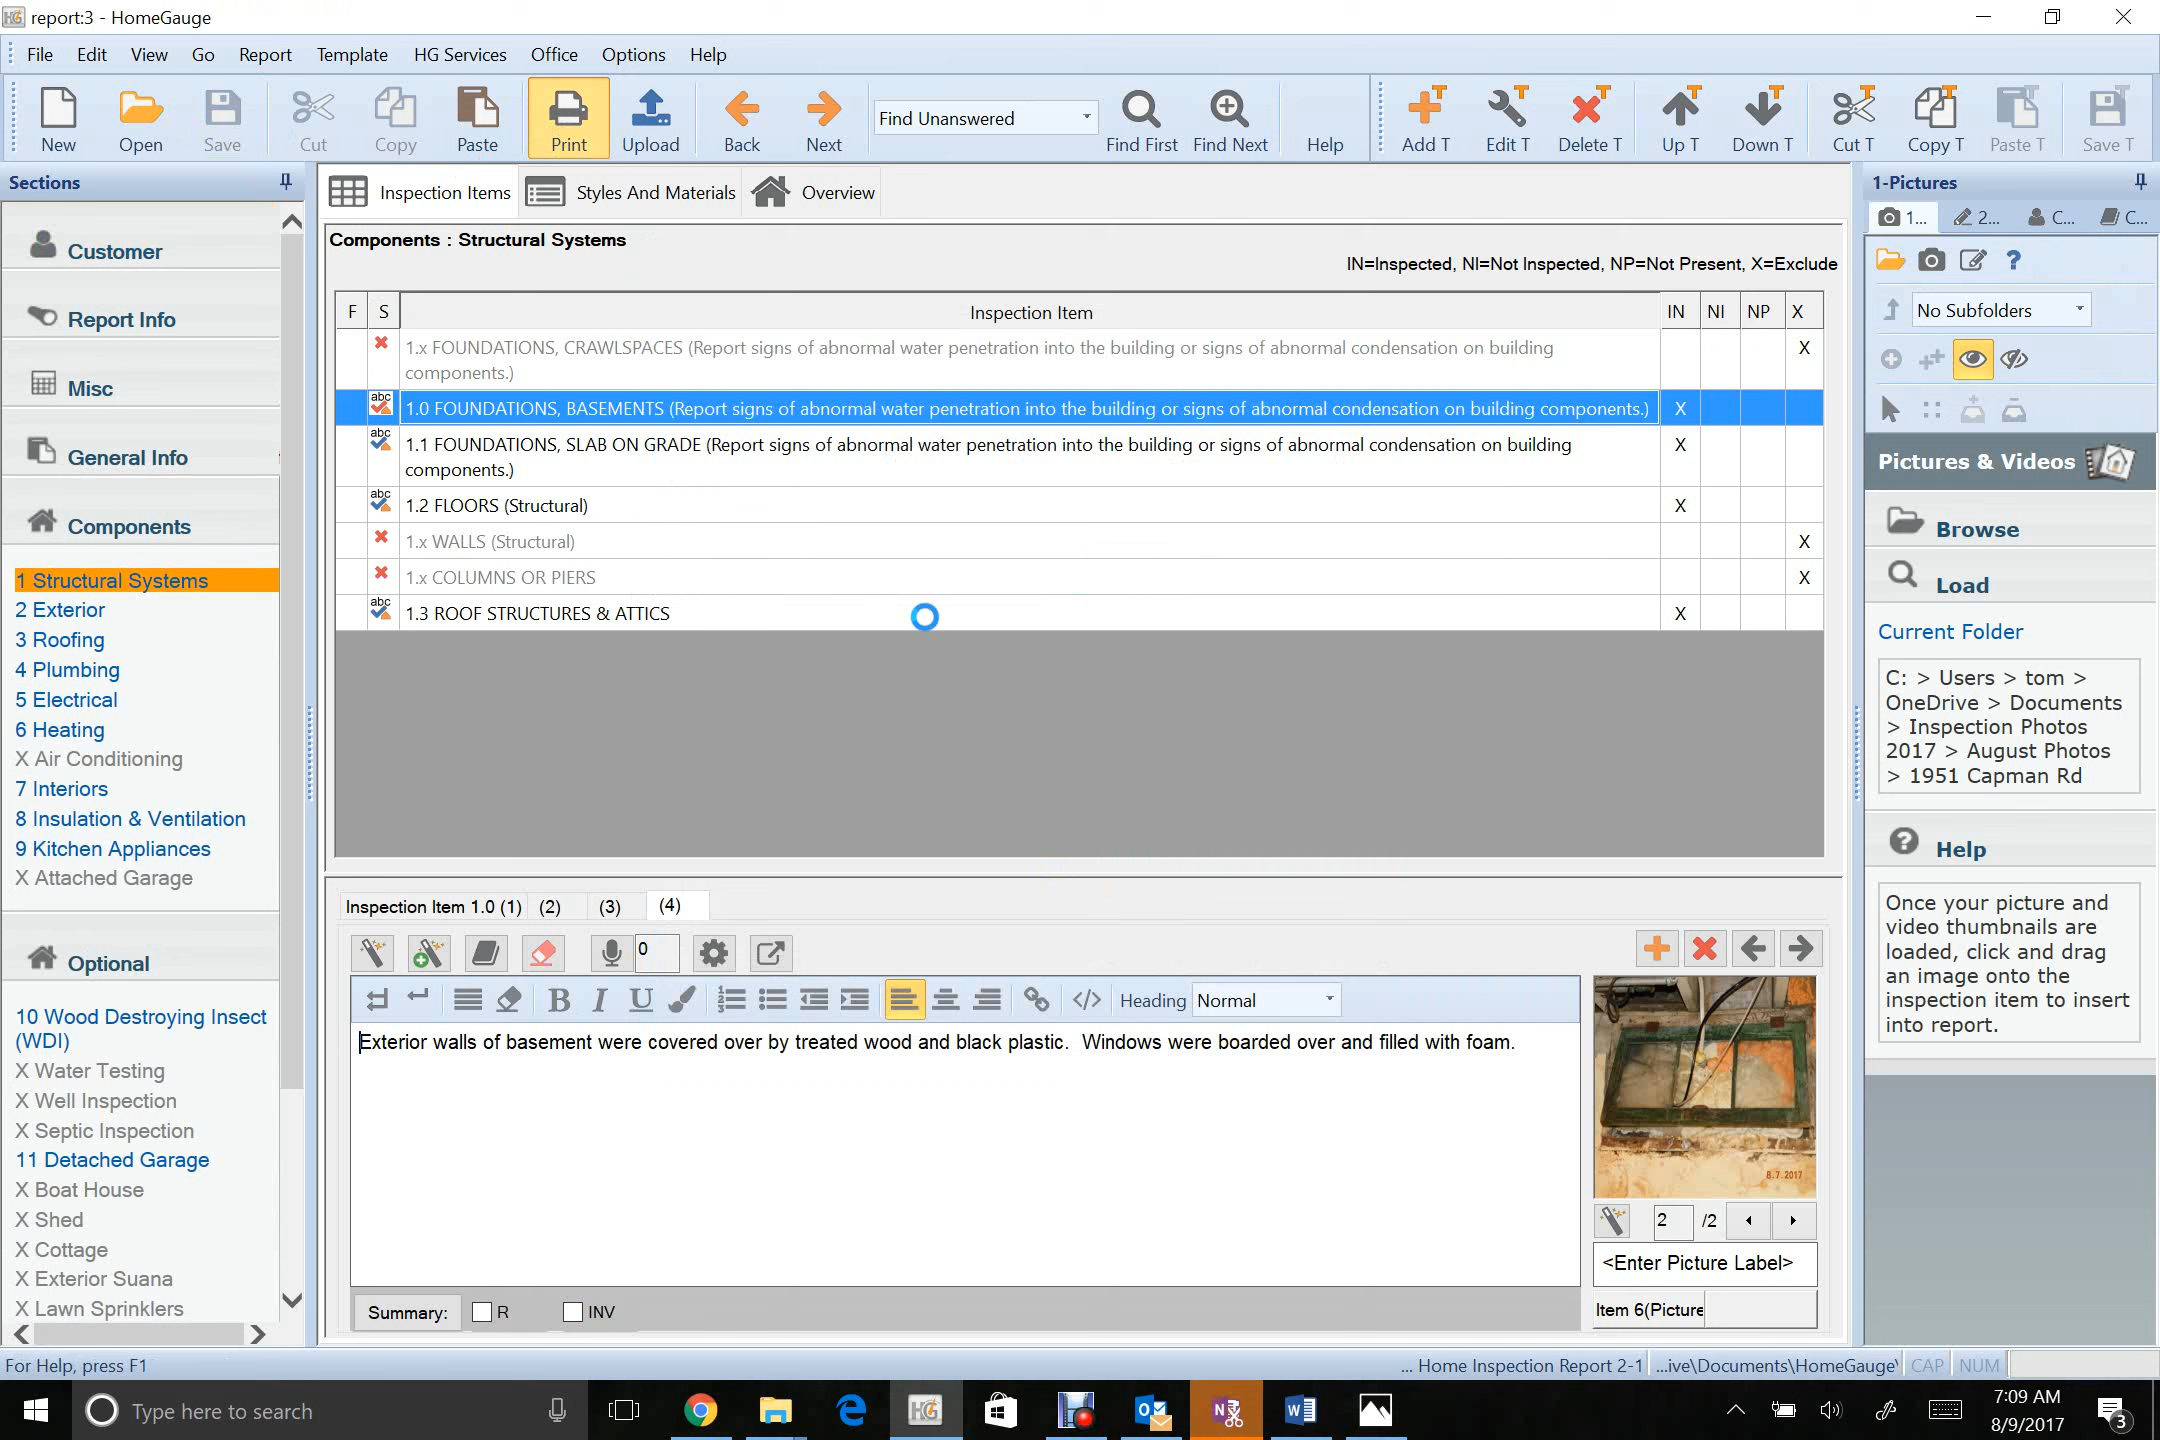 report:3 - HomeGauge
File Edit View Go Report Template HG Services Office Options Help
New Open Save Cut Copy Paste Print Upload Back Next Find Unanswered Find First Find Next Help Add T Edit T Delete T Up T Down T Cut T Copy T Paste T Save T
Sections
Customer
Report Info
Misc
General Info
Components
1 Structural Systems
2 Exterior
3 Roofing
4 Plumbing
5 Electrical
6 Heating
X Air Conditioning
7 Interiors
8 Insulation & Ventilation
9 Kitchen Appliances
X Attached Garage
Optional
10 Wood Destroying Insect
(WDI)
X Water Testing
X Well Inspection
X Septic Inspection
11 Detached Garage
X Boat House
X Shed
X Cottage
X Exterior Suana
X Lawn Sprinklers
Inspection Items Styles And Materials Overview
Components : Structural Systems
IN=Inspected, NI=Not Inspected, NP=Not Present, X=Exclude
F S Inspection Item IN NI NP X
1.x FOUNDATIONS, CRAWLSPACES (Report signs of abnormal water penetration into the building or signs of abnormal condensation on building X
components.)
abc 1.0 FOUNDATIONS, BASEMENTS (Report signs of abnormal water penetration into the building or signs of abnormal condensation on building components.) X
abc 1.1 FOUNDATIONS, SLAB ON GRADE (Report signs of abnormal water penetration into the building or signs of abnormal condensation on building X
components.)
abc 1.2 FLOORS (Structural) X
1.x WALLS (Structural) X
1.x COLUMNS OR PIERS X
abc 1.3 ROOF STRUCTURES & ATTICS X
Inspection Item 1.0 (1) (2) (3) (4)
0
B I U Heading Normal
Exterior walls of basement were covered over by treated wood and black plastic. Windows were boarded over and filled with foam.
8.7.2017
2 /2
<Enter Picture Label>
Item 6(Picture
Summary: R INV
1-Pictures
1... 2... C... C...
No Subfolders
Pictures & Videos
Browse
Load
Current Folder
C: > Users > tom >
OneDrive > Documents
> Inspection Photos
2017 > August Photos
> 1951 Capman Rd
Help
Once your picture and
video thumbnails are
loaded, click and drag
an image onto the
inspection item to insert
into report.
For Help, press F1
... Home Inspection Report 2-1 ...ive\Documents\HomeGauge\ CAP NUM
Type here to search
7:09 AM
8/9/2017
3